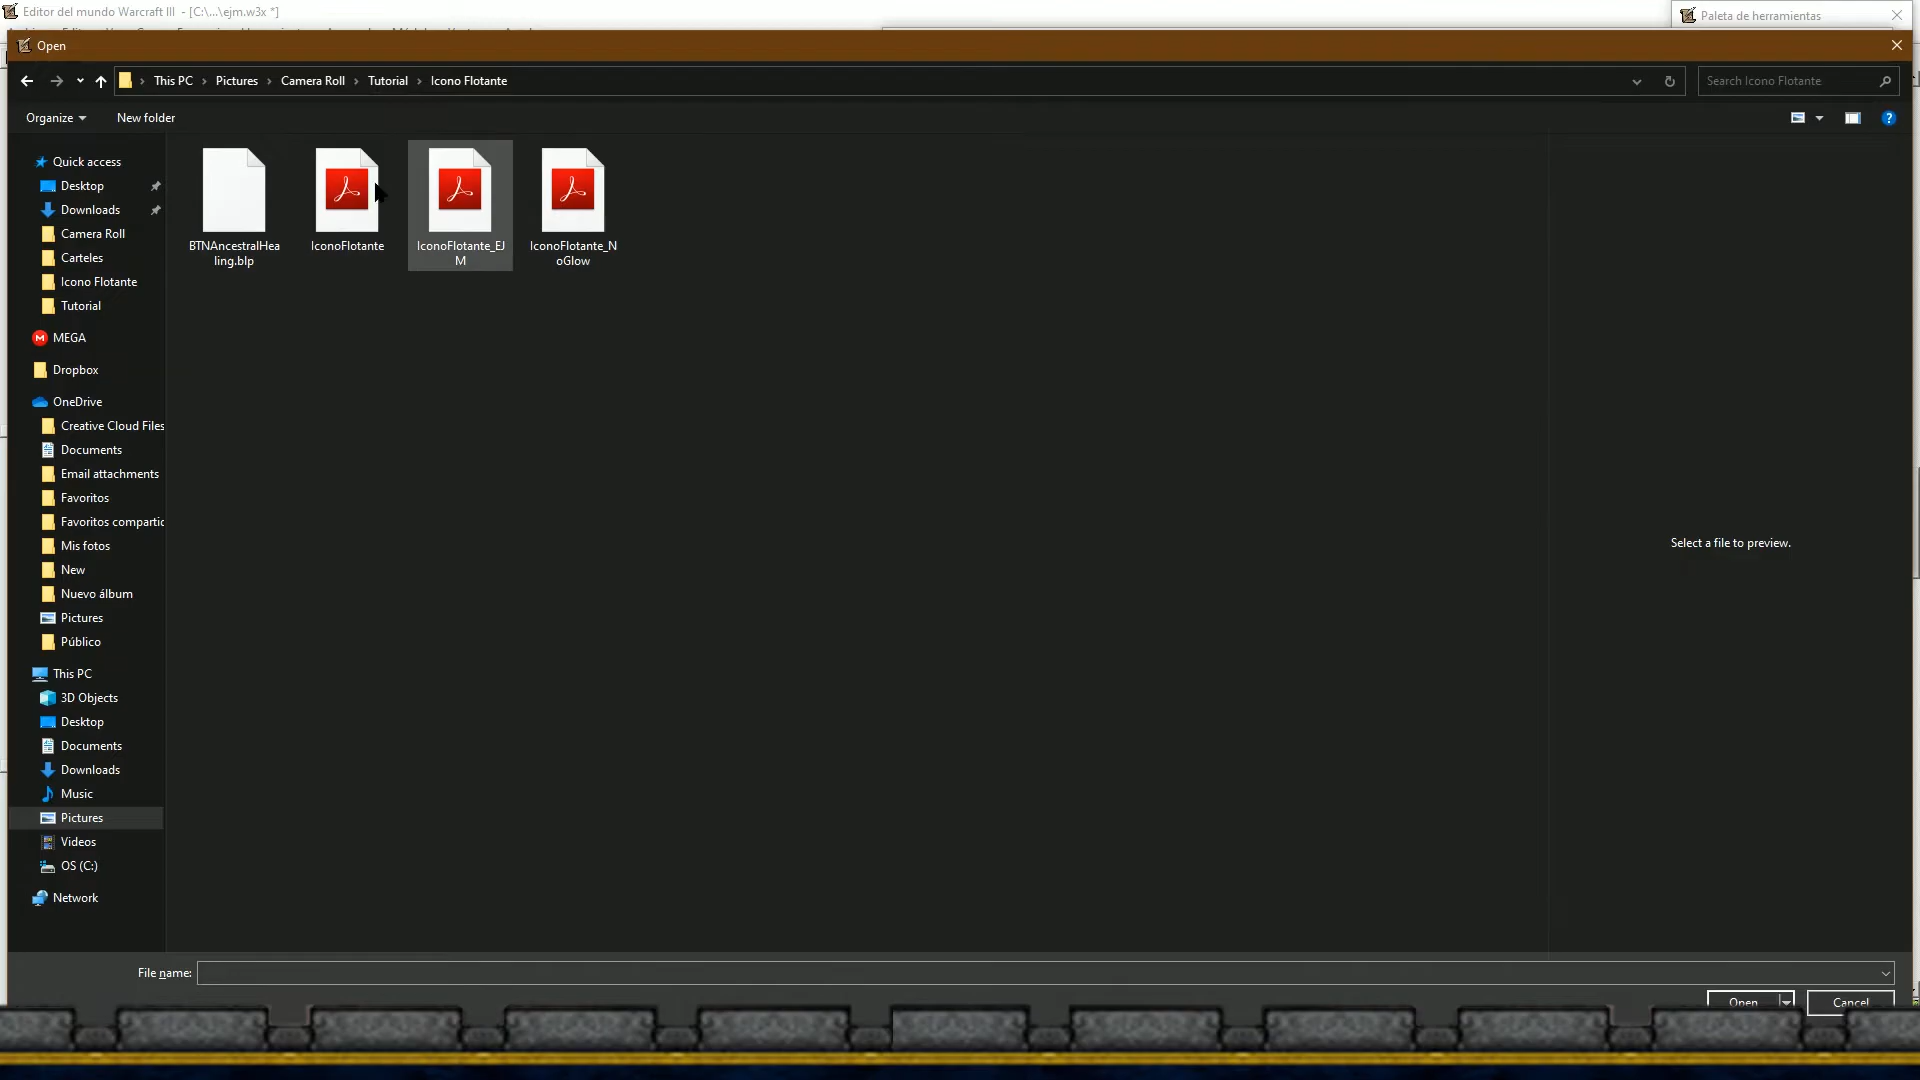 Editor del mundo Warcraft III - [C:\...\ejm.w3x *]
Paleta de herramientas
Open
This PC > Pictures > Camera Roll > Tutorial > Icono Flotante
Search Icono Flotante
Organize
New folder
Quick access
Desktop
Downloads
Camera Roll
Carteles
Icono Flotante
Tutorial
MEGA
Dropbox
OneDrive
Creative Cloud Files
Documents
Email attachments
Favoritos
Favoritos compartic
Mis fotos
New
Nuevo álbum
Pictures
Público
This PC
3D Objects
Desktop
Documents
Downloads
Music
Pictures
Videos
OS (C:)
Network
BTNAncestralHea
ling.blp
IconoFlotante
IconoFlotante_EJ
M
IconoFlotante_N
oGlow
Select a file to preview.
File name:
Open
Cancel